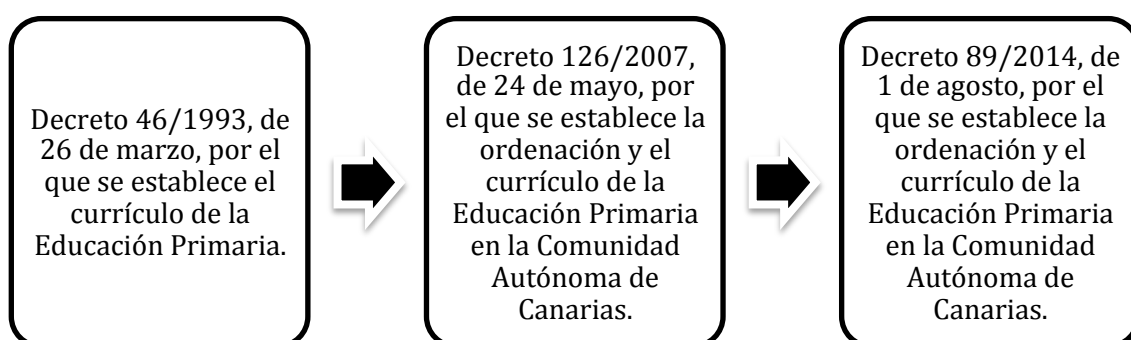 Decreto 46/1993, de
26 de marzo, por el
que se establece el
currículo de la
Educación Primaria.
Decreto 126/2007,
de 24 de mayo, por
el que se establece la
ordenación y el
currículo de la
Educación Primaria
en la Comunidad
Autónoma de
Canarias.
Decreto 89/2014, de
1 de agosto, por el
que se establece la
ordenación y el
currículo de la
Educación Primaria
en la Comunidad
Autónoma de
Canarias.